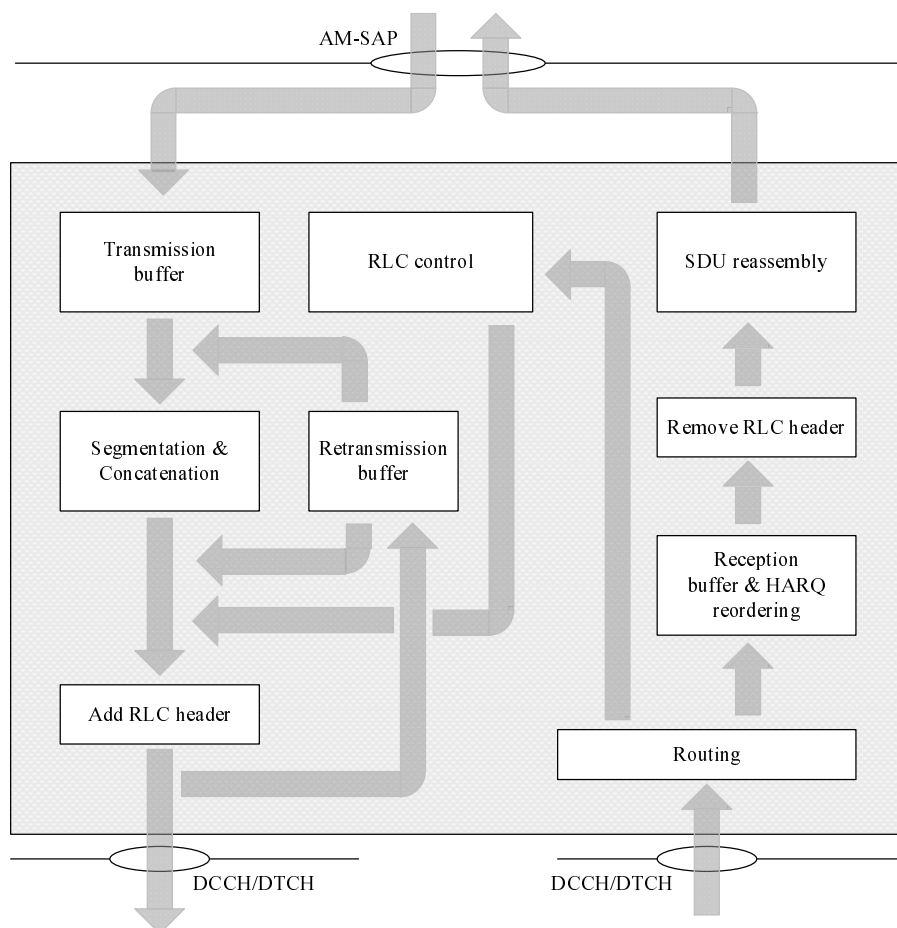 AM-SAP
Transmission
buffer
RLC control
SDU reassembly
Segmentation &
Concatenation
Retransmission
buffer
Remove RLC header
Reception
buffer & HARQ
reordering
Add RLC header
Routing
DCCH/DTCH
DCCH/DTCH